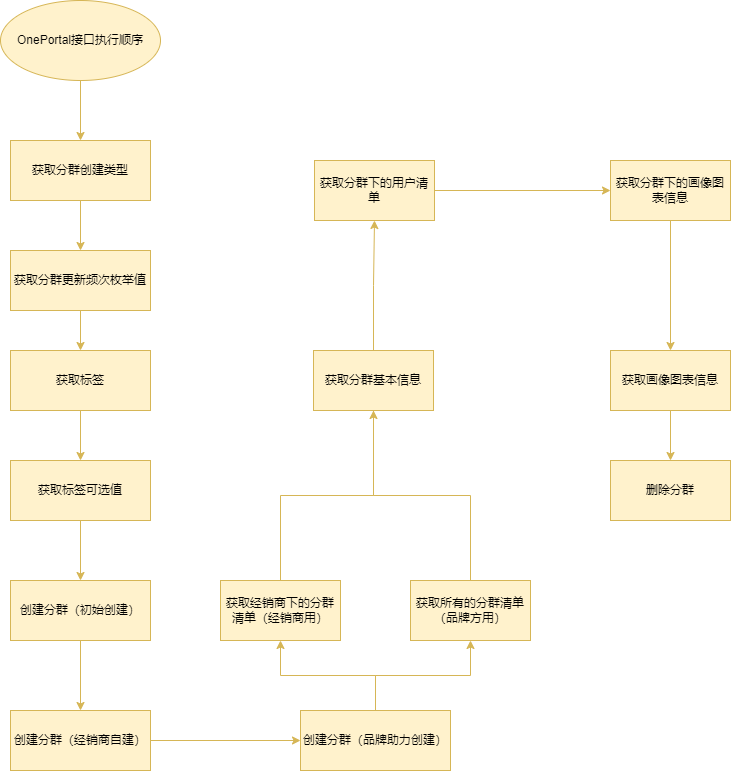 OnePortal接口执行顺序
获取分群创建类型
获取分群更新频次枚举值
获取标签
获取标签可选值
创建分群（初始创建）
创建分群（经销商自建）
创建分群（品牌助力创建）
获取经销商下的分群
清单（经销商用）
获取所有的分群清单
（品牌方用）
获取分群基本信息
获取分群下的用户清
单
获取分群下的画像图
表信息
获取画像图表信息
删除分群